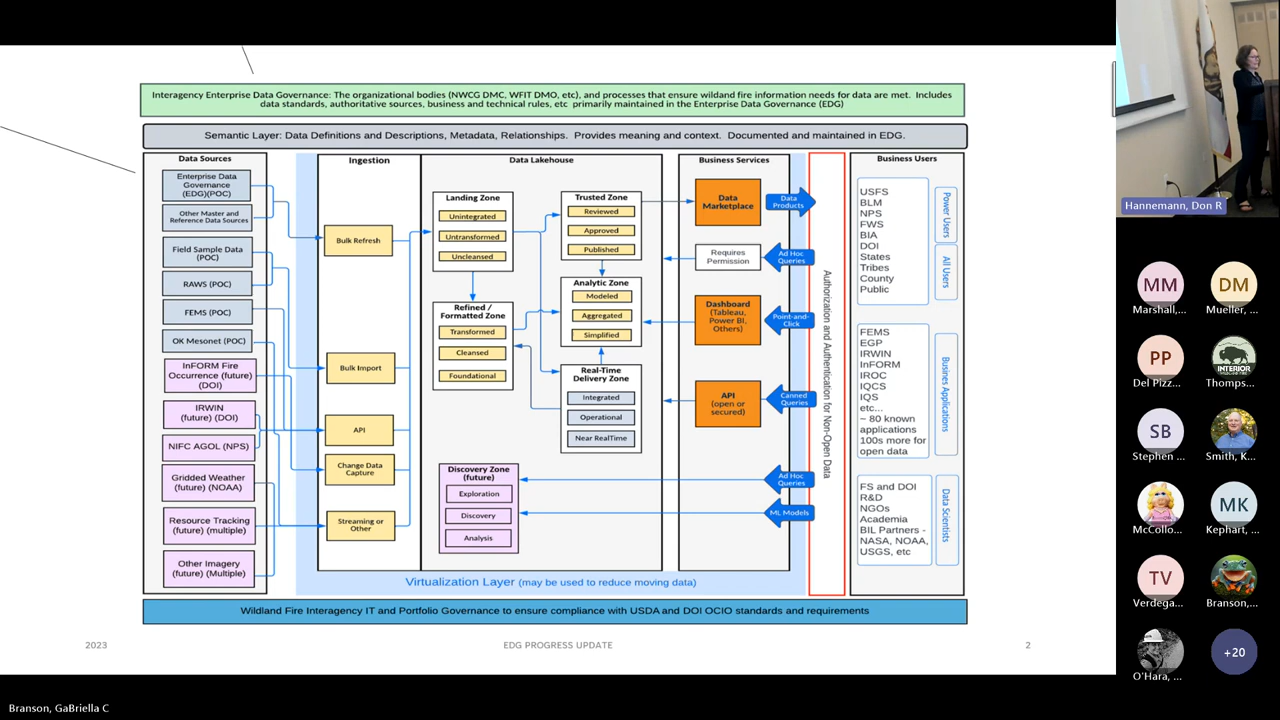 Interagency Enterprise Data Governance: The organizational bodies (NWCG DMC, WFIT DMO, etc), and processes that ensure wildland fire information needs for data are met.  Includes
data standards, authoritative sources, business and technical rules, etc  primarily maintained in the Enterprise Data Governance (EDG)
Semantic Layer: Data Definitions and Descriptions, Metadata, Relationships.  Provides meaning and context.  Documented and maintained in EDG.
Data Sources
Enterprise Data
Governance
(EDG)(POC)
Other Master and
Reference Data Sources
Field Sample Data
(POC)
RAWS (POC)
FEMS (POC)
OK Mesonet (POC)
InFORM Fire
Occurrence (future)
(DOI)
IRWIN
(future) (DOI)
NIFC AGOL (NPS)
Gridded Weather
(future) (NOAA)
Resource Tracking
(future) (multiple)
Other Imagery
(future) (Multiple)
Ingestion
Bulk Refresh
Bulk Import
API
Change Data
Capture
Streaming or
Other
Data Lakehouse
Landing Zone
Unintegrated
Untransformed
Uncleansed
Refined /
Formatted Zone
Transformed
Cleansed
Foundational
Trusted Zone
Reviewed
Approved
Published
Analytic Zone
Modeled
Aggregated
Simplified
Real-Time
Delivery Zone
Integrated
Operational
Near RealTime
Discovery Zone
(future)
Exploration
Discovery
Analysis
Business Services
Data
Marketplace
Requires
Permission
Dashboard
(Tableau,
Power BI,
Others)
API
(open or
secured)
Data
Products
Ad Hoc
Queries
Point-and-
Click
Canned
Queries
Ad Hoc
Queries
ML Models
Authorization and Authentication for Non-Open Data
Business Users
USFS
BLM
NPS
FWS
BIA
DOI
States
Tribes
County
Public
Power Users
All Users
FEMS
EGP
IRWIN
InFORM
IROC
IQCS
IQS
etc...
~ 80 known
applications
100s more for
open data
Busines Applications
FS and DOI
R&D
NGOs
Academia
BIL Partners -
NASA, NOAA,
USGS, etc
Data Scientists
Virtualization Layer (may be used to reduce moving data)
Wildland Fire Interagency IT and Portfolio Governance to ensure compliance with USDA and DOI OCIO standards and requirements
2023
EDG PROGRESS UPDATE
2
Branson, GaBriella C
Hannemann, Don R
MM
Marshall,...
DM
Mueller, ...
PP
Del Pizz...
INTERIOR
Thomps...
SB
Stephen ...
Smith, K...
McCollo...
MK
Kephart, ...
TV
Verdega...
Branson,...
O'Hara, ...
+20